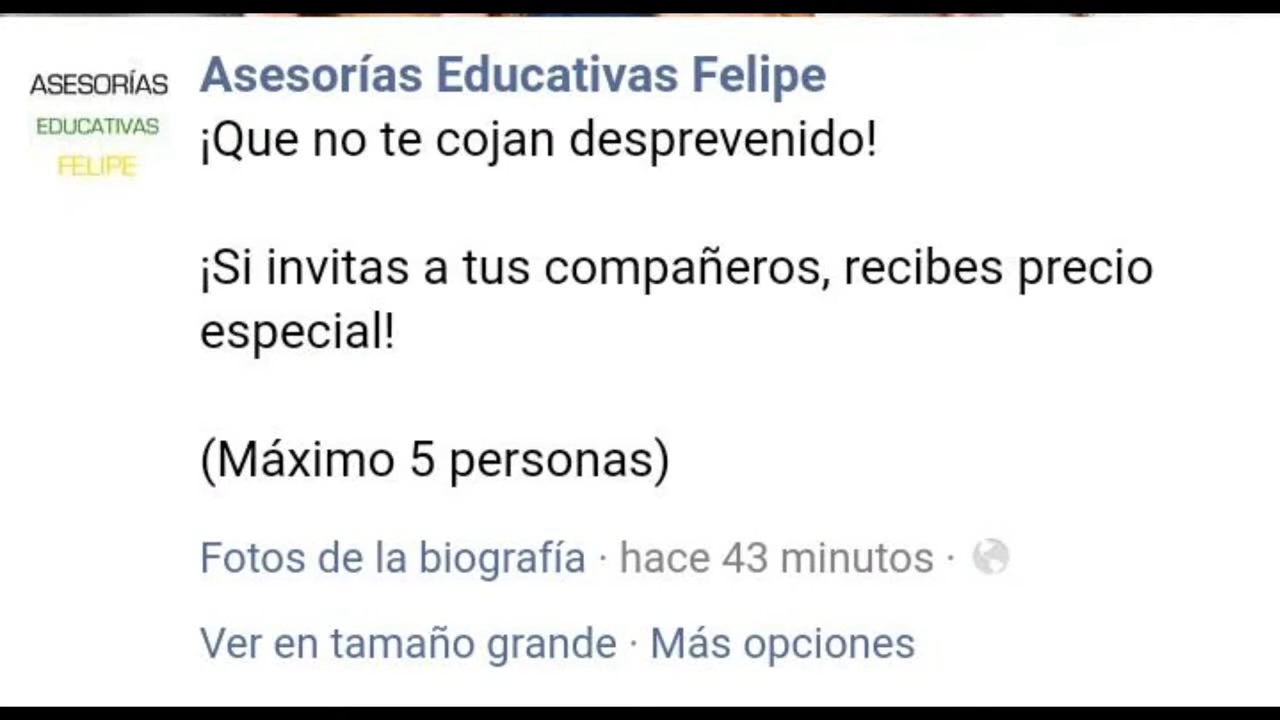 ASESORÍAS
EDUCATIVAS
FELIPE
Asesorías Educativas Felipe
¡Que no te cojan desprevenido!
¡Si invitas a tus compañeros, recibes precio
especial!
(Máximo 5 personas)
Fotos de la biografía · hace 43 minutos ·
Ver en tamaño grande · Más opciones